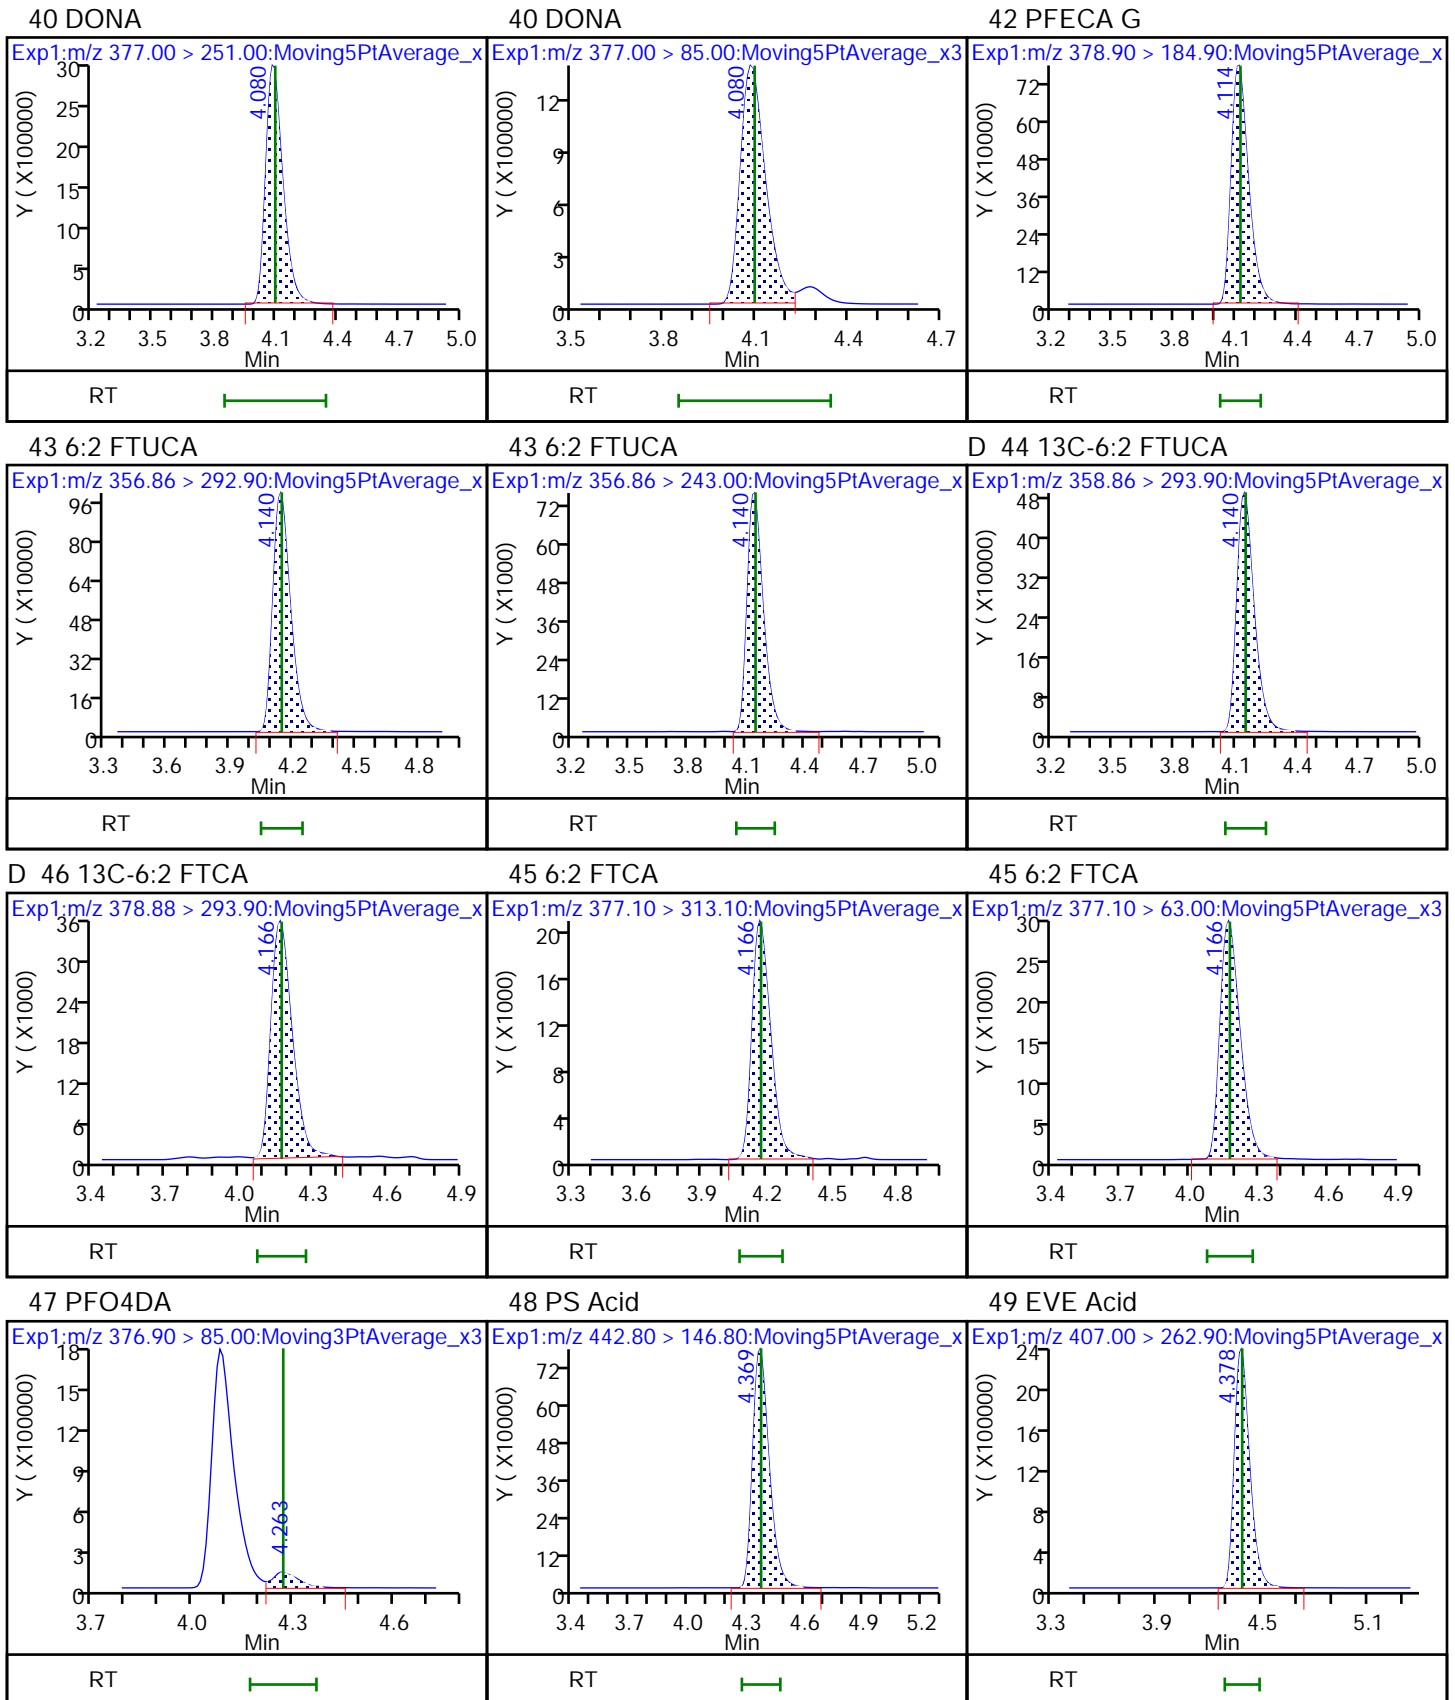 40 DONA
Exp1:m/z 377.00 > 251.00:Moving5PtAverage_x
Y ( X100000)
30
25
20
15
10
5
0
4.080
3.2 3.5 3.8 4.1 4.4 4.7 5.0
Min
RT
40 DONA
Exp1:m/z 377.00 > 85.00:Moving5PtAverage_x3
Y ( X100000)
12
9
6
3
0
4.080
3.5 3.8 4.1 4.4 4.7
Min
RT
42 PFECA G
Exp1:m/z 378.90 > 184.90:Moving5PtAverage_x
Y ( X10000)
72
60
48
36
24
12
0
4.114
3.2 3.5 3.8 4.1 4.4 4.7 5.0
Min
RT
43 6:2 FTUCA
Exp1:m/z 356.86 > 292.90:Moving5PtAverage_x
Y ( X10000)
96
80
64
48
32
16
0
4.140
3.3 3.6 3.9 4.2 4.5 4.8
Min
RT
43 6:2 FTUCA
Exp1:m/z 356.86 > 243.00:Moving5PtAverage_x
Y ( X1000)
72
60
48
36
24
12
0
4.140
3.2 3.5 3.8 4.1 4.4 4.7 5.0
Min
RT
D 44 13C-6:2 FTUCA
Exp1:m/z 358.86 > 293.90:Moving5PtAverage_x
Y ( X10000)
48
40
32
24
16
8
0
4.140
3.2 3.5 3.8 4.1 4.4 4.7 5.0
Min
RT
D 46 13C-6:2 FTCA
Exp1:m/z 378.88 > 293.90:Moving5PtAverage_x
Y ( X1000)
36
30
24
18
12
6
0
4.166
3.4 3.7 4.0 4.3 4.6 4.9
Min
RT
45 6:2 FTCA
Exp1:m/z 377.10 > 313.10:Moving5PtAverage_x
Y ( X1000)
20
16
12
8
4
0
4.166
3.3 3.6 3.9 4.2 4.5 4.8
Min
RT
45 6:2 FTCA
Exp1:m/z 377.10 > 63.00:Moving5PtAverage_x3
Y ( X1000)
30
25
20
15
10
5
0
4.166
3.4 3.7 4.0 4.3 4.6 4.9
Min
RT
47 PFO4DA
Exp1:m/z 376.90 > 85.00:Moving3PtAverage_x3
Y ( X100000)
18
15
12
9
6
3
0
4.263
3.7 4.0 4.3 4.6
Min
RT
48 PS Acid
Exp1:m/z 442.80 > 146.80:Moving5PtAverage_x
Y ( X10000)
72
60
48
36
24
12
0
4.369
3.4 3.7 4.0 4.3 4.6 4.9 5.2
Min
RT
49 EVE Acid
Exp1:m/z 407.00 > 262.90:Moving5PtAverage_x
Y ( X100000)
24
20
16
12
8
4
0
4.378
3.3 3.9 4.5 5.1
Min
RT